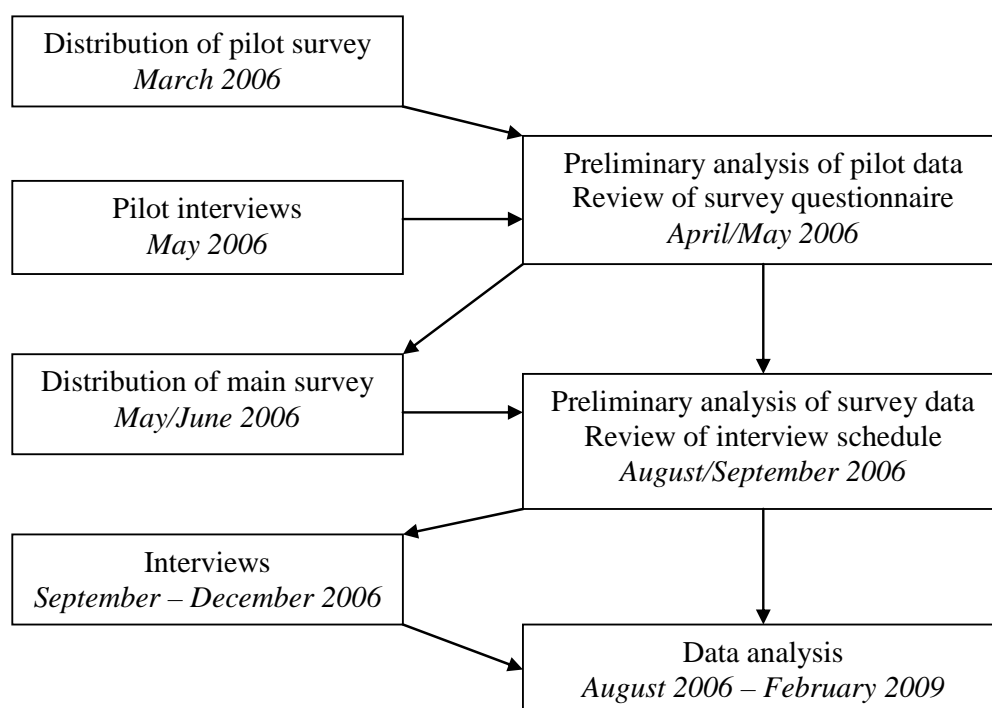 Distribution of pilot survey
March 2006
Preliminary analysis of pilot data
Review of survey questionnaire
April/May 2006
Pilot interviews
May 2006
Distribution of main survey
May/June 2006
Preliminary analysis of survey data
Review of interview schedule
August/September 2006
Interviews
September – December 2006
Data analysis
August 2006 – February 2009